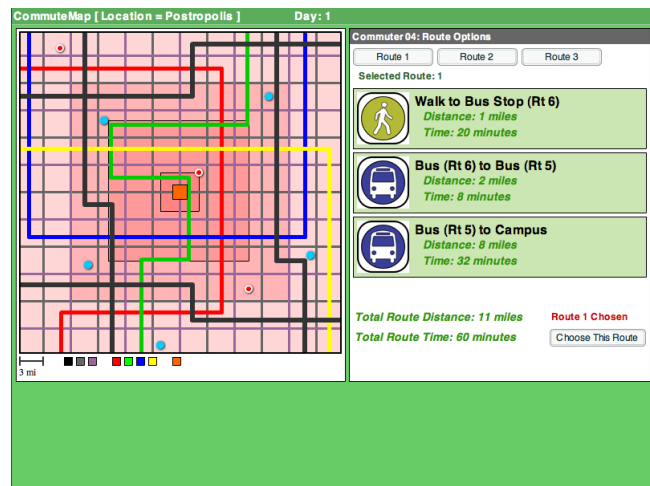 CommuteMap [ Location = Postropolis ] Day: 1
Commuter 04: Route Options
Route 1 Route 2 Route 3
Selected Route: 1
Walk to Bus Stop (Rt 6)
Distance: 1 miles
Time: 20 minutes
Bus (Rt 6) to Bus (Rt 5)
Distance: 2 miles
Time: 8 minutes
Bus (Rt 5) to Campus
Distance: 8 miles
Time: 32 minutes
Total Route Distance: 11 miles Route 1 Chosen
Total Route Time: 60 minutes Choose This Route
3 mi